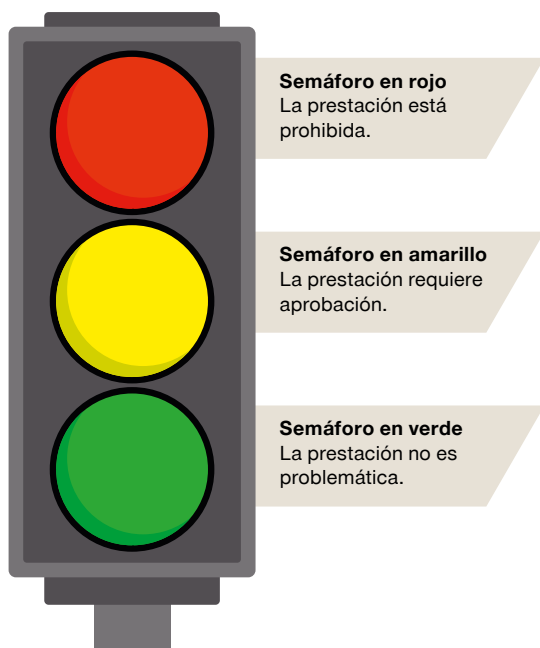 Semáforo en rojo
La prestación está
prohibida.
Semáforo en amarillo
La prestación requiere
aprobación.
Semáforo en verde
La prestación no es
problemática.